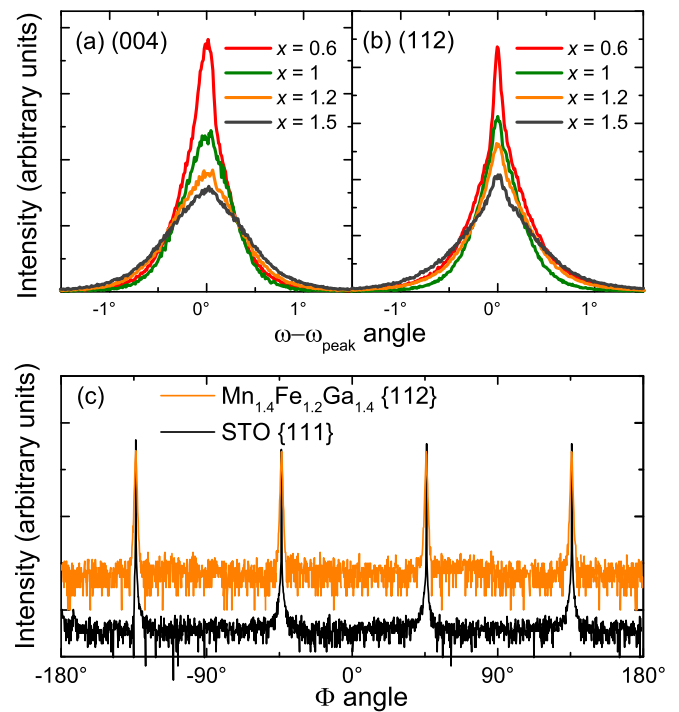 (a) (004)
x = 0.6
x = 1
x = 1.2
x = 1.5
(b) (112)
x = 0.6
x = 1
x = 1.2
x = 1.5
Intensity (arbitrary units)
-1° 0° 1° -1° 0° 1°
ω−ωpeak angle
(c)
Mn1.4Fe1.2Ga1.4 {112}
STO {111}
Intensity (arbitrary units)
-180° -90° 0° 90° 180°
Φ angle